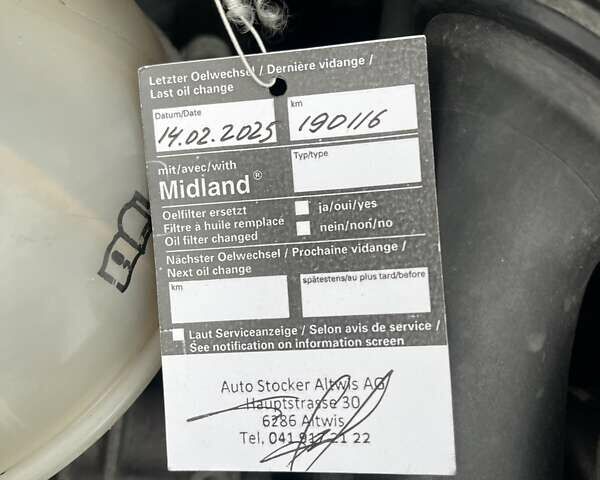 Letzter Oelwechsel / Dernière vidange /
Last oil change
Datum/Date
km
14.02.2025
190116
mit/avec/with
Midland®
Typ/type
Oelfilter ersetzt
Filtre à huile remplace
Oil filter changed
ja/oui/yes
nein/non/no
Nächster Oelwechsel / Prochaine vidange /
Next oil change
km
spätestens/au plus tard/before
Laut Serviceanzeige / Selon avis de service /
See notification on information screen
Auto Stocker Altwis AG
Hauptstrasse 30
6286 Altwis
Tel. 041 917 21 22